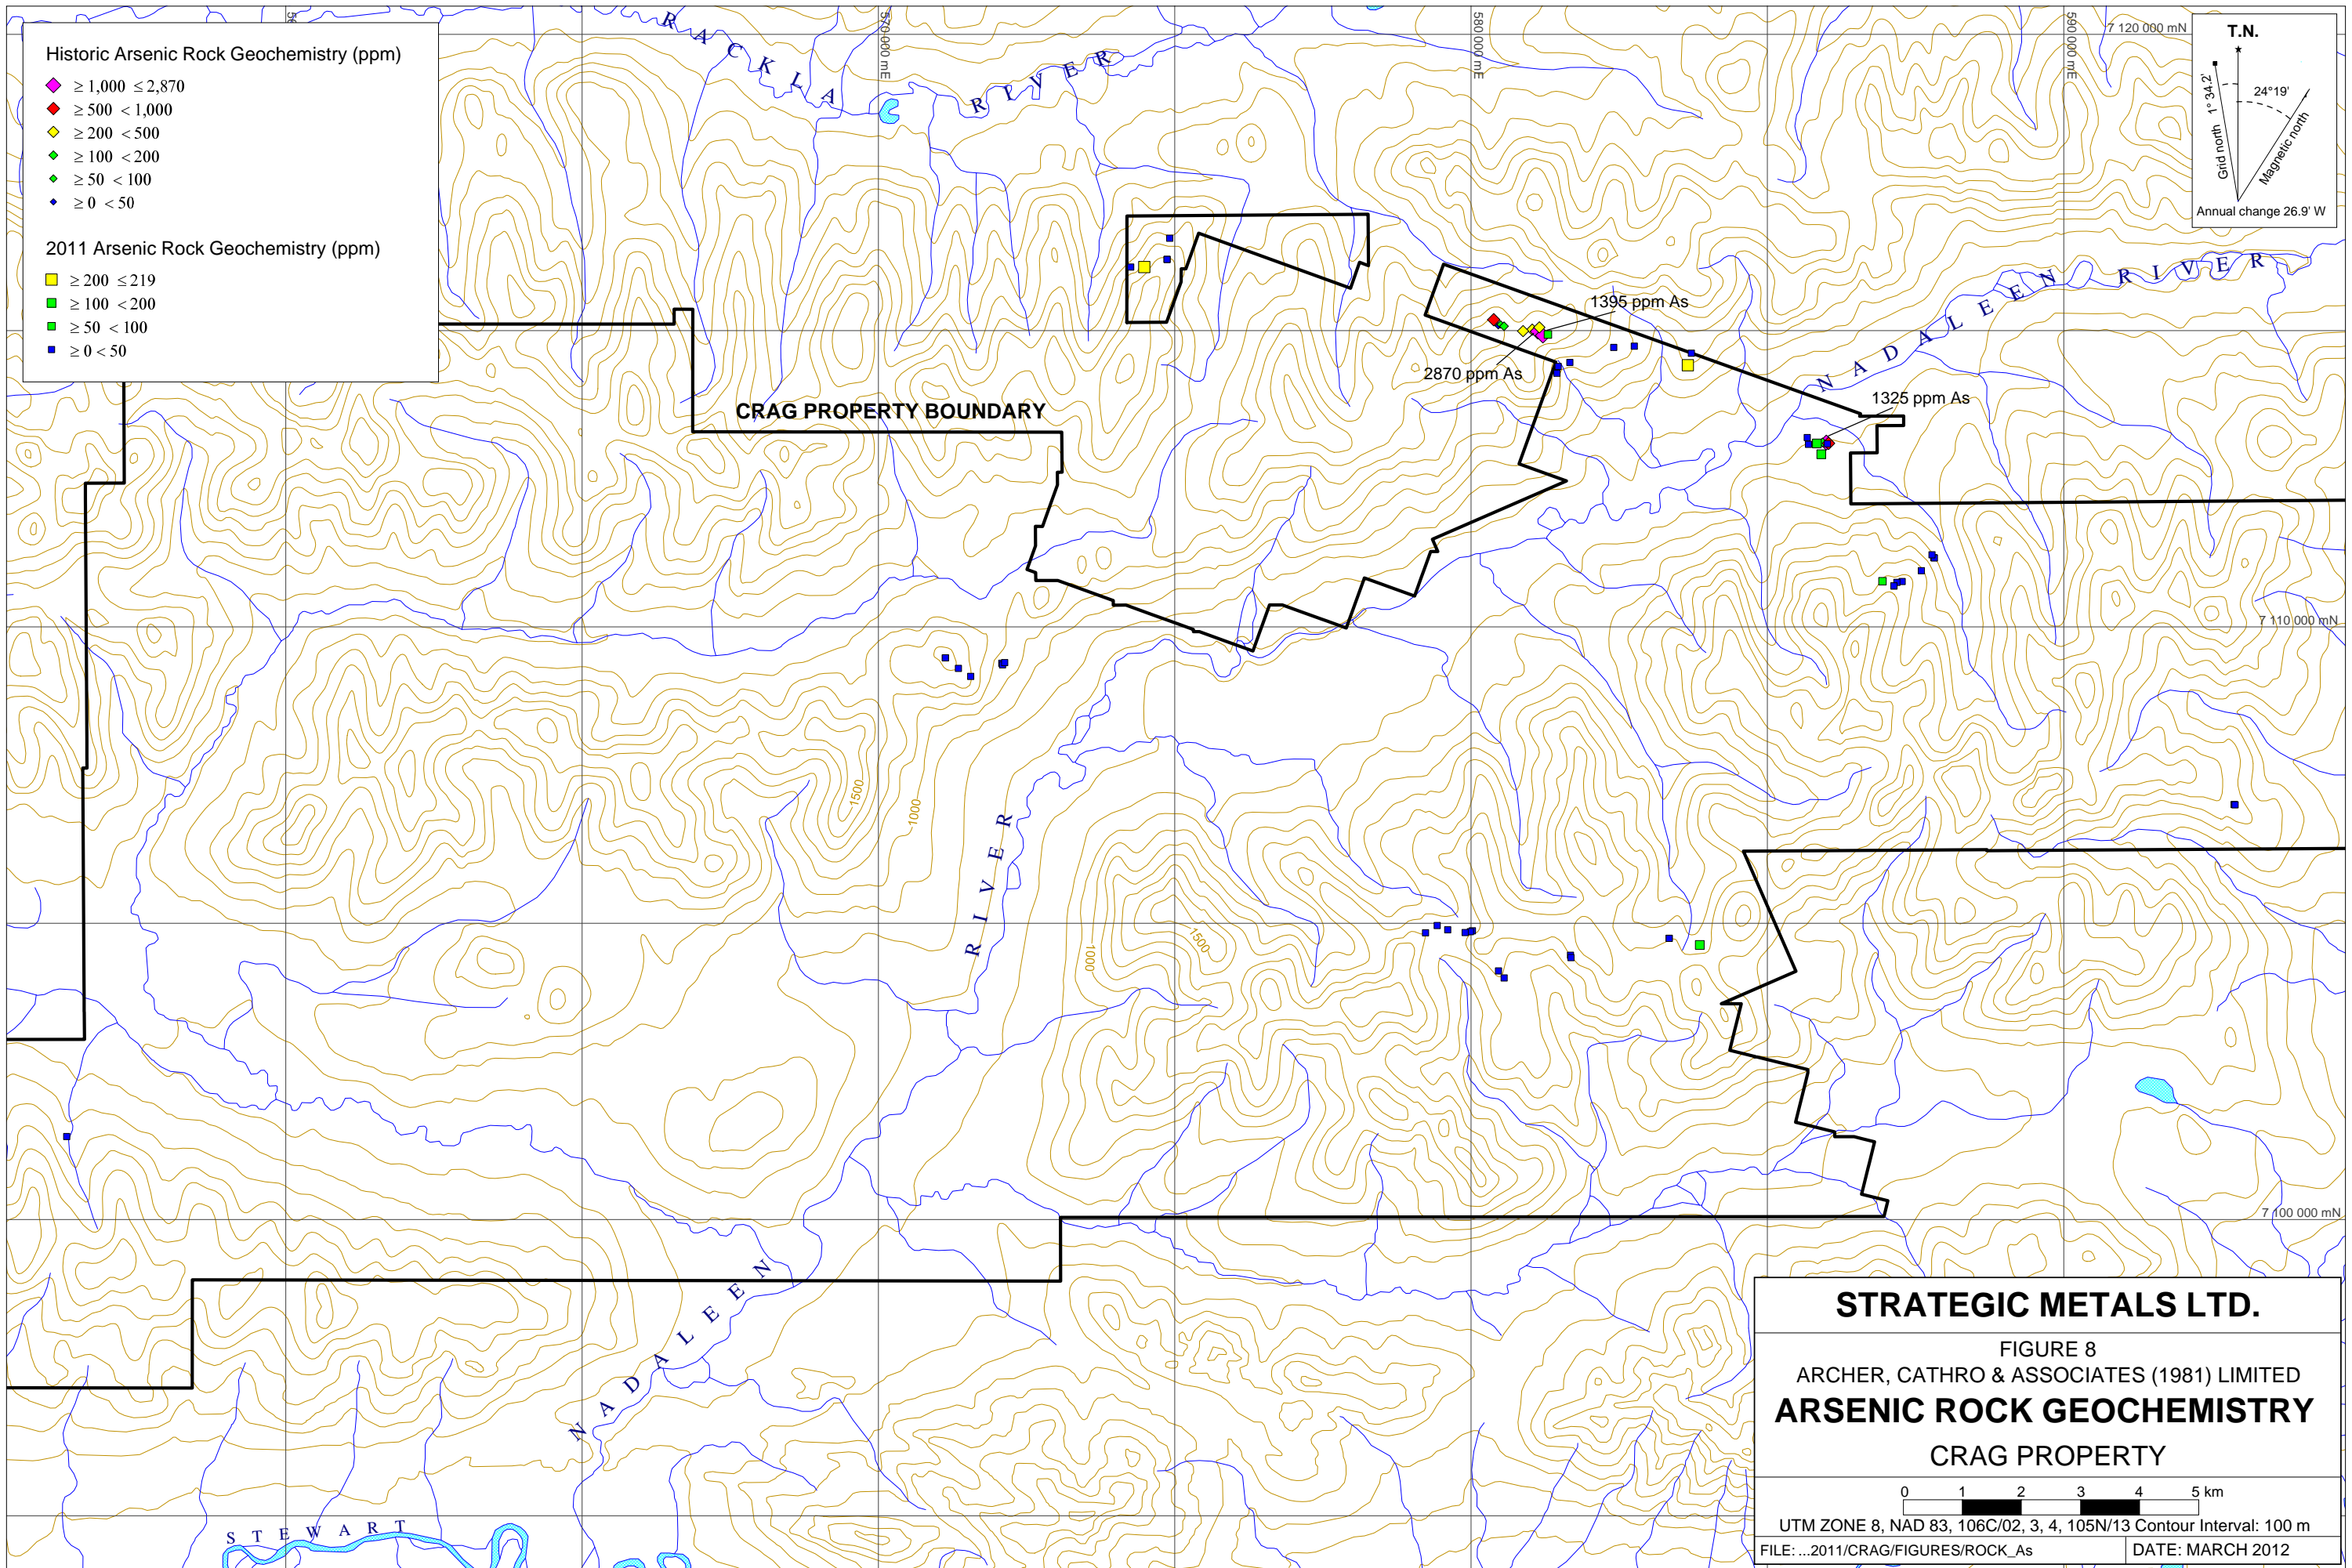 Historic Arsenic Rock Geochemistry (ppm)
≥ 1,000 ≤ 2,870
≥ 500 < 1,000
≥ 200 < 500
≥ 100 < 200
≥ 50 < 100
≥ 0 < 50
2011 Arsenic Rock Geochemistry (ppm)
≥ 200 ≤ 219
≥ 100 < 200
≥ 50 < 100
≥ 0 < 50
RACKLA RIVER
570 000 mE
580 000 mE
590 000 mE
7 120 000 mN
T.N.
Grid north 1° 34.2'
24°19'
Magnetic north
Annual change 26.9' W
NADALEEN RIVER
1395 ppm As
2870 ppm As
1325 ppm As
CRAG PROPERTY BOUNDARY
7 110 000 mN
1500
1000
RIVER
1000
1500
7 100 000 mN
NADALEEN
STEWART
STRATEGIC METALS LTD.
FIGURE 8
ARCHER, CATHRO & ASSOCIATES (1981) LIMITED
ARSENIC ROCK GEOCHEMISTRY
CRAG PROPERTY
0 1 2 3 4 5 km
UTM ZONE 8, NAD 83, 106C/02, 3, 4, 105N/13 Contour Interval: 100 m
FILE: ...2011/CRAG/FIGURES/ROCK_As
DATE: MARCH 2012